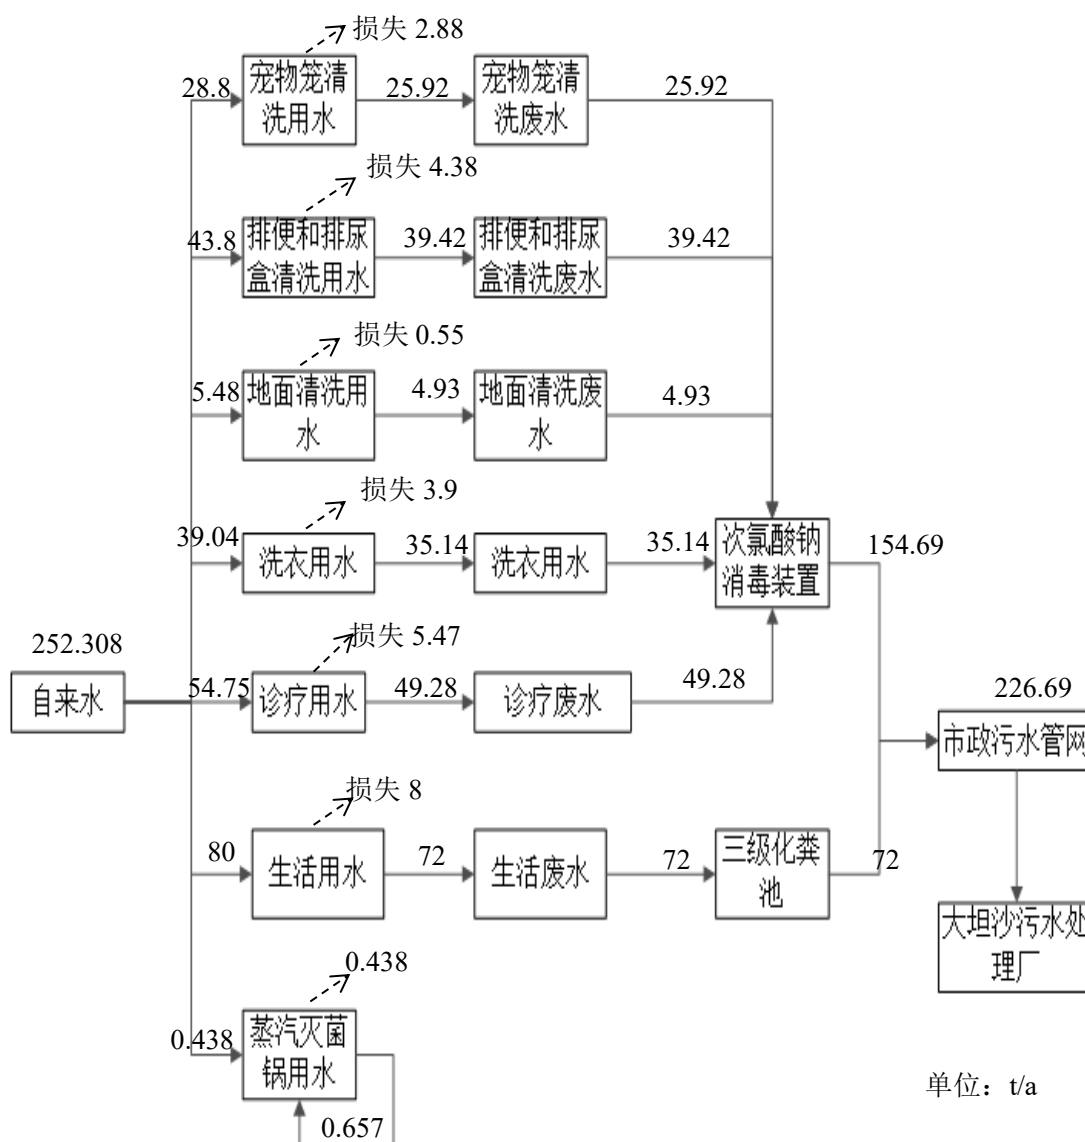 损失 2.88
28.8
宠物笼清
洗用水
25.92
宠物笼清
洗废水
25.92
损失 4.38
43.8
排便和排尿
盒清洗用水
39.42
排便和排尿
盒清洗废水
39.42
损失 0.55
5.48
地面清洗用
水
4.93
地面清洗废
水
4.93
损失 3.9
39.04
洗衣用水
35.14
洗衣用水
35.14
次氯酸钠
消毒装置
154.69
252.308
自来水
损失 5.47
54.75
诊疗用水
49.28
诊疗废水
49.28
226.69
市政污水管网
损失 8
80
生活用水
72
生活废水
72
三级化粪
池
72
大坦沙污水处
理厂
0.438
0.438
蒸汽灭菌
锅用水
0.657
单位：t/a